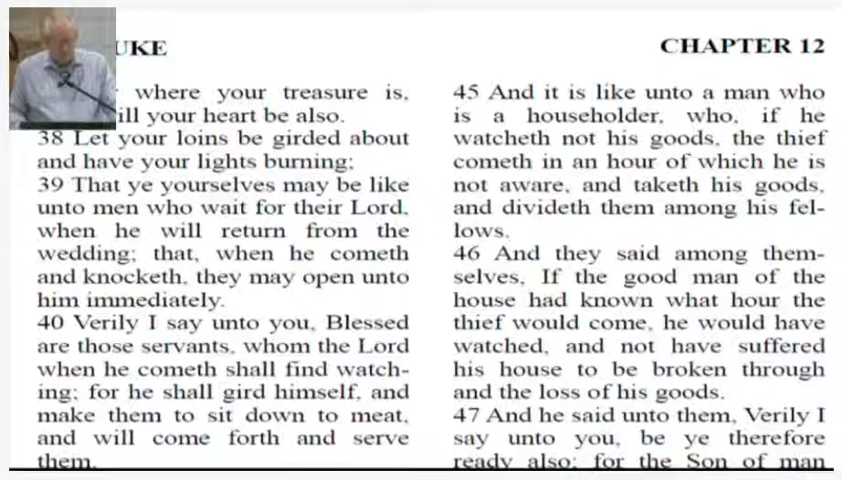 UKE
CHAPTER 12
where your treasure is,
ill your heart be also.
38 Let your loins be girded about
and have your lights burning;
39 That ye yourselves may be like
unto men who wait for their Lord,
when he will return from the
wedding; that, when he cometh
and knocketh, they may open unto
him immediately.
40 Verily I say unto you, Blessed
are those servants, whom the Lord
when he cometh shall find watch-
ing; for he shall gird himself, and
make them to sit down to meat,
and will come forth and serve
them.
45 And it is like unto a man who
is a householder, who, if he
watcheth not his goods, the thief
cometh in an hour of which he is
not aware, and taketh his goods,
and divideth them among his fel-
lows.
46 And they said among them-
selves, If the good man of the
house had known what hour the
thief would come, he would have
watched, and not have suffered
his house to be broken through
and the loss of his goods.
47 And he said unto them, Verily I
say unto you, be ye therefore
ready also; for the Son of man